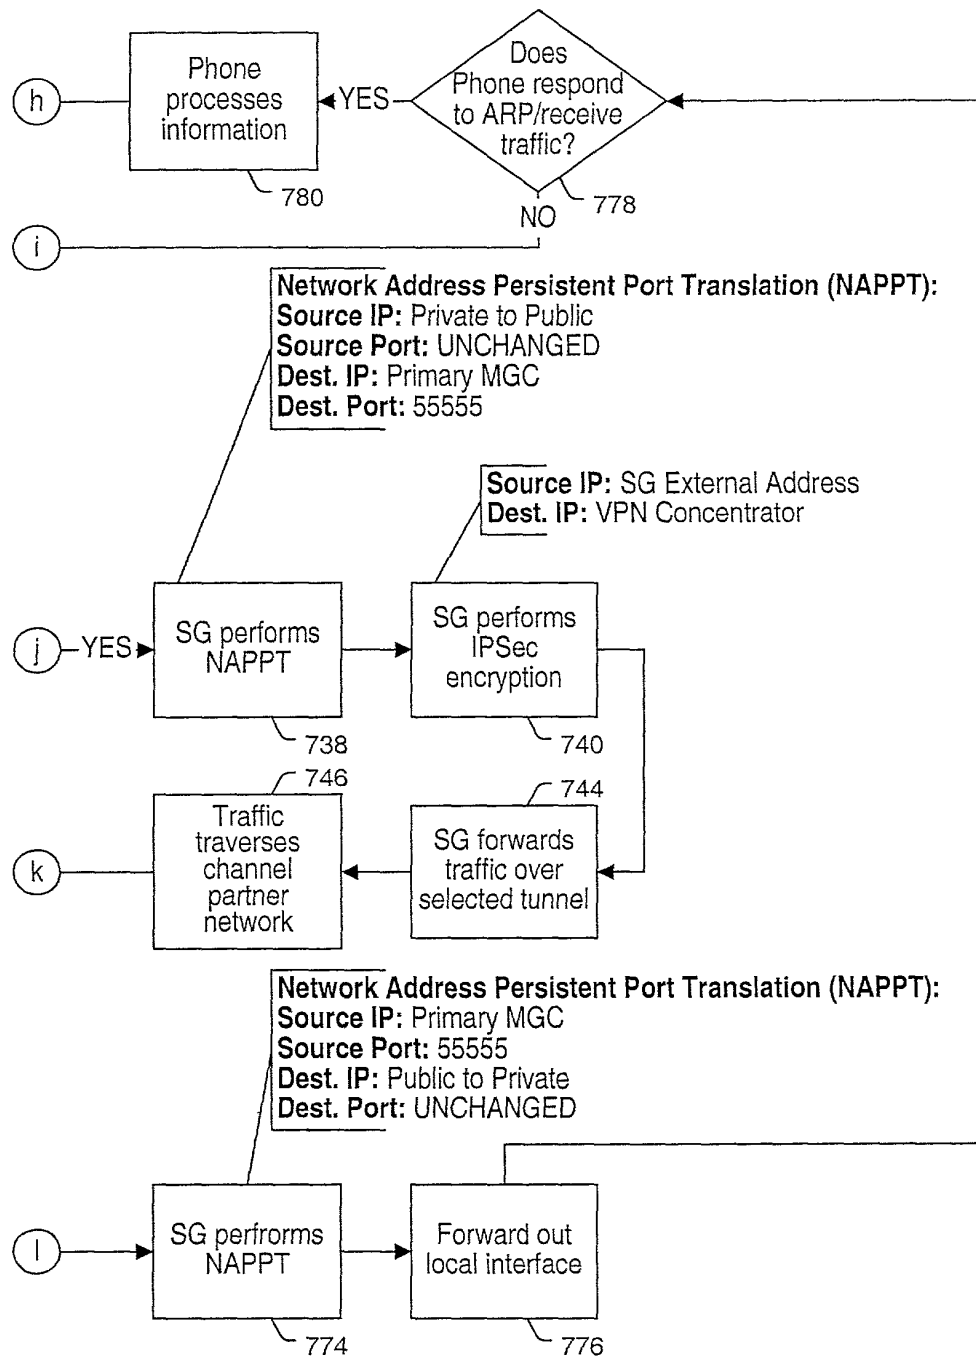 Does
Phone respond
to ARP/receive
traffic?
YES
Phone
processes
information
h
780
778
NO
i
Network Address Persistent Port Translation (NAPPT):
Source IP: Private to Public
Source Port: UNCHANGED
Dest. IP: Primary MGC
Dest. Port: 55555
Source IP: SG External Address
Dest. IP: VPN Concentrator
j
YES
SG performs
NAPPT
SG performs
IPSec
encryption
738
740
746
744
Traffic
traverses
channel
partner
network
SG forwards
traffic over
selected tunnel
k
Network Address Persistent Port Translation (NAPPT):
Source IP: Primary MGC
Source Port: 55555
Dest. IP: Public to Private
Dest. Port: UNCHANGED
l
SG perfrorms
NAPPT
Forward out
local interface
774
776